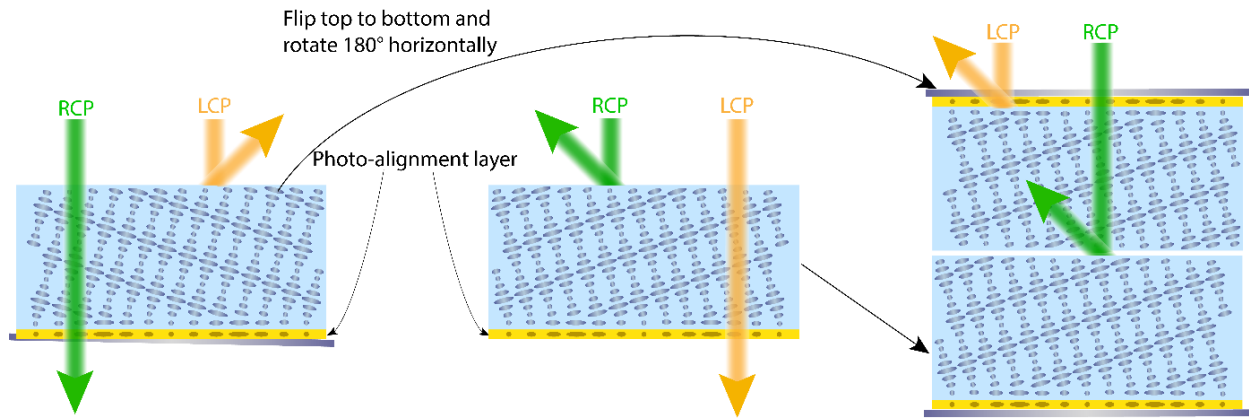 Flip top to bottom and
rotate 180° horizontally
LCP
RCP
RCP
LCP
RCP
LCP
Photo-alignment layer